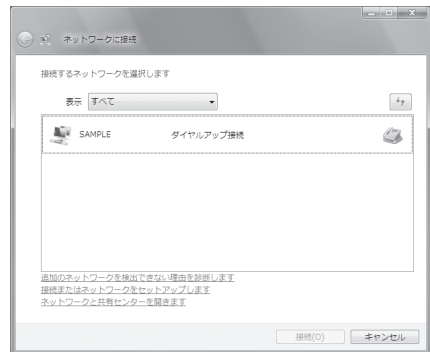 ネットワークに接続
接続するネットワークを選択します
表示 すべて
SAMPLE ダイヤルアップ接続
追加のネットワークを検出できない理由を診断します
接続またはネットワークをセットアップします
ネットワークと共有センターを開きます
接続(O) キャンセル